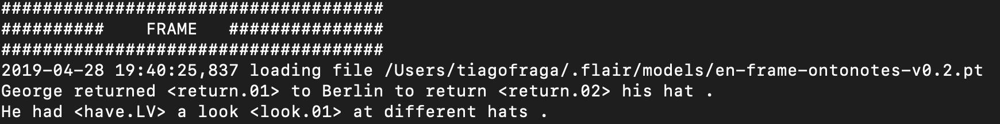 #####################################
##########    FRAME   ###############
#####################################
2019-04-28 19:40:25,837 loading file /Users/tiagofraga/.flair/models/en-frame-ontonotes-v0.2.pt
George returned <return.01> to Berlin to return <return.02> his hat .
He had <have.LV> a look <look.01> at different hats .